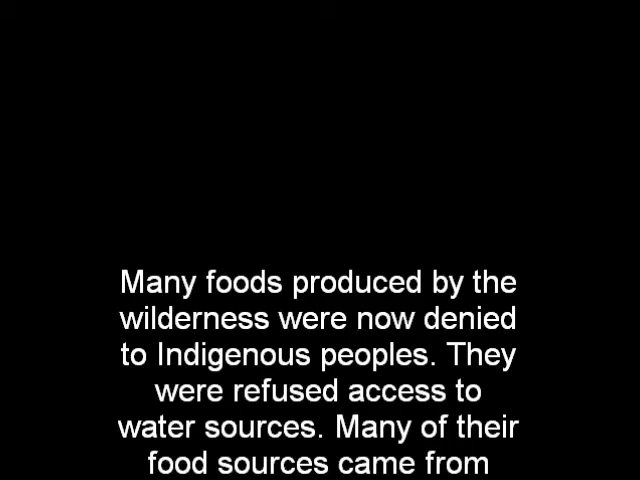 Many foods produced by the
wilderness were now denied
to Indigenous peoples. They
were refused access to
water sources. Many of their
food sources came from